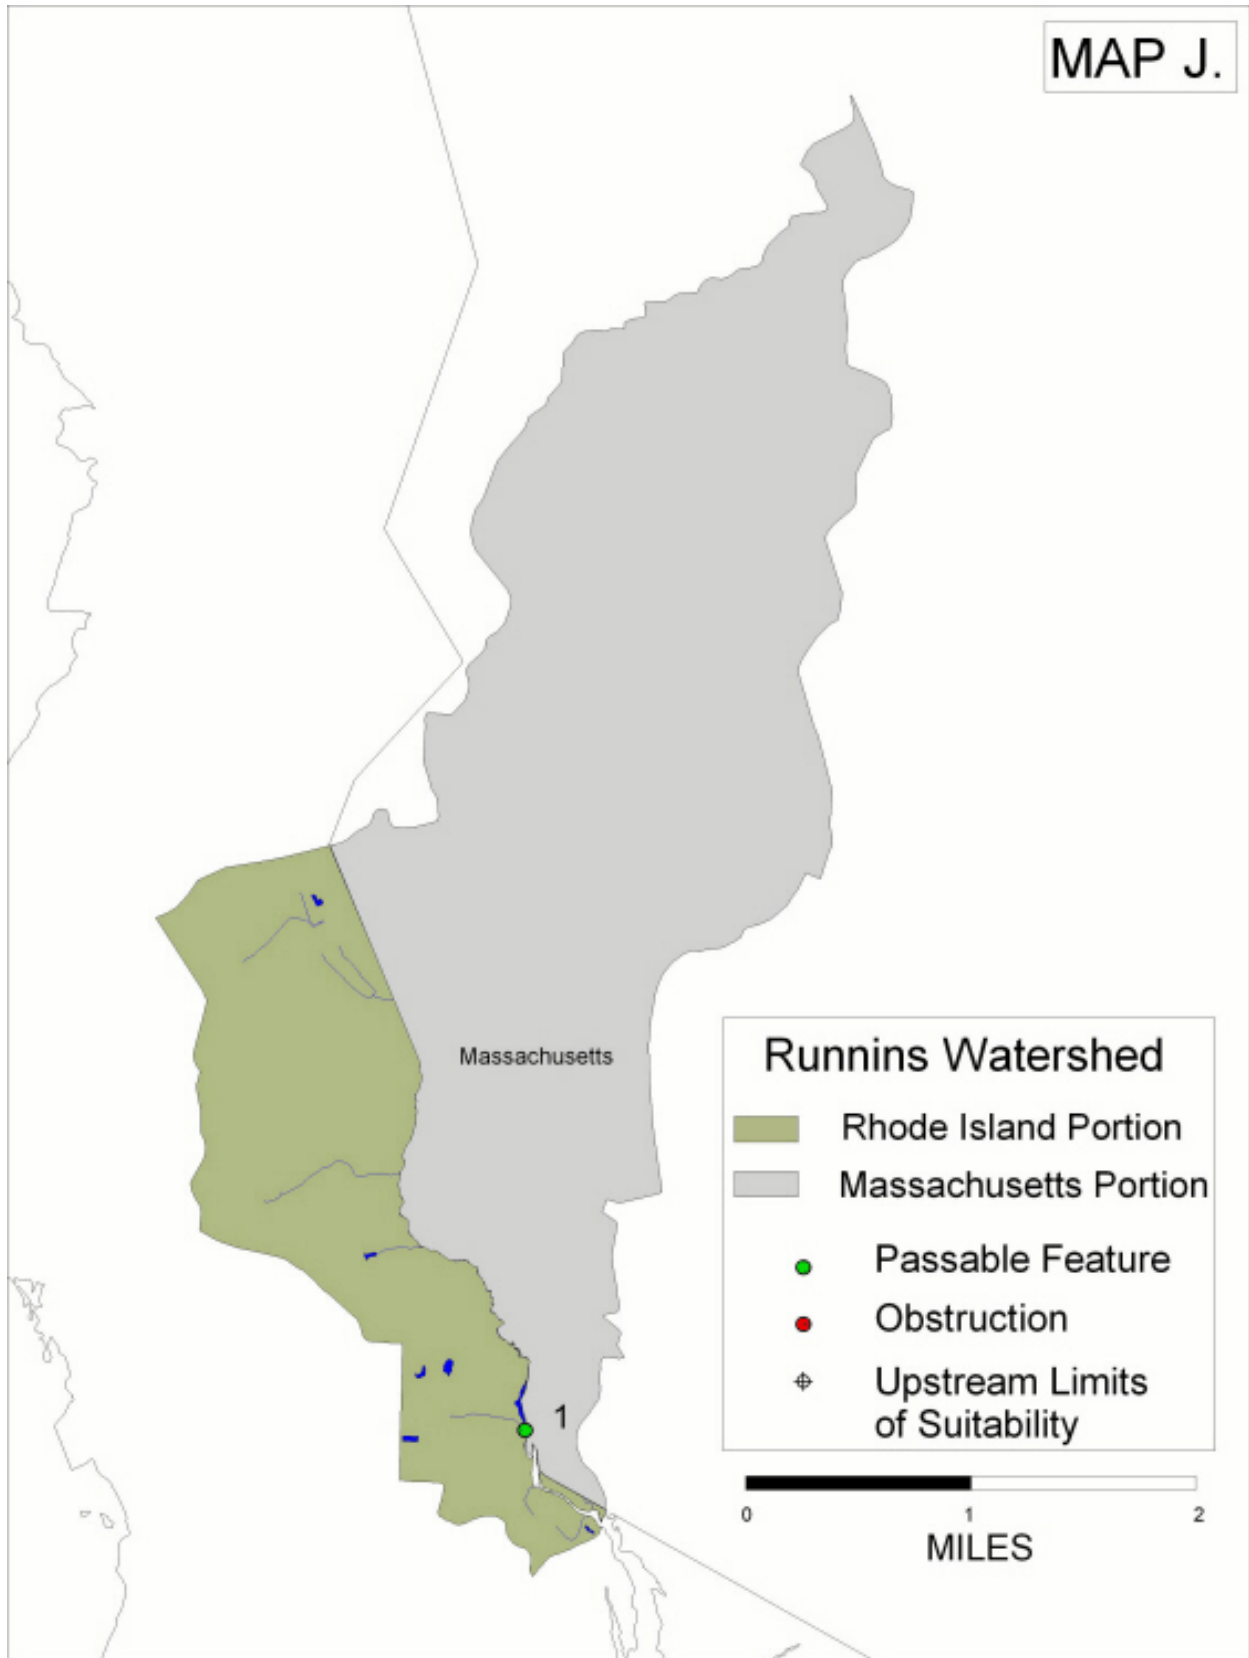 MAP J.
Massachusetts
Runnins Watershed
Rhode Island Portion
Massachusetts Portion
Passable Feature
Obstruction
Upstream Limits
of Suitability
1
0 1 2
MILES